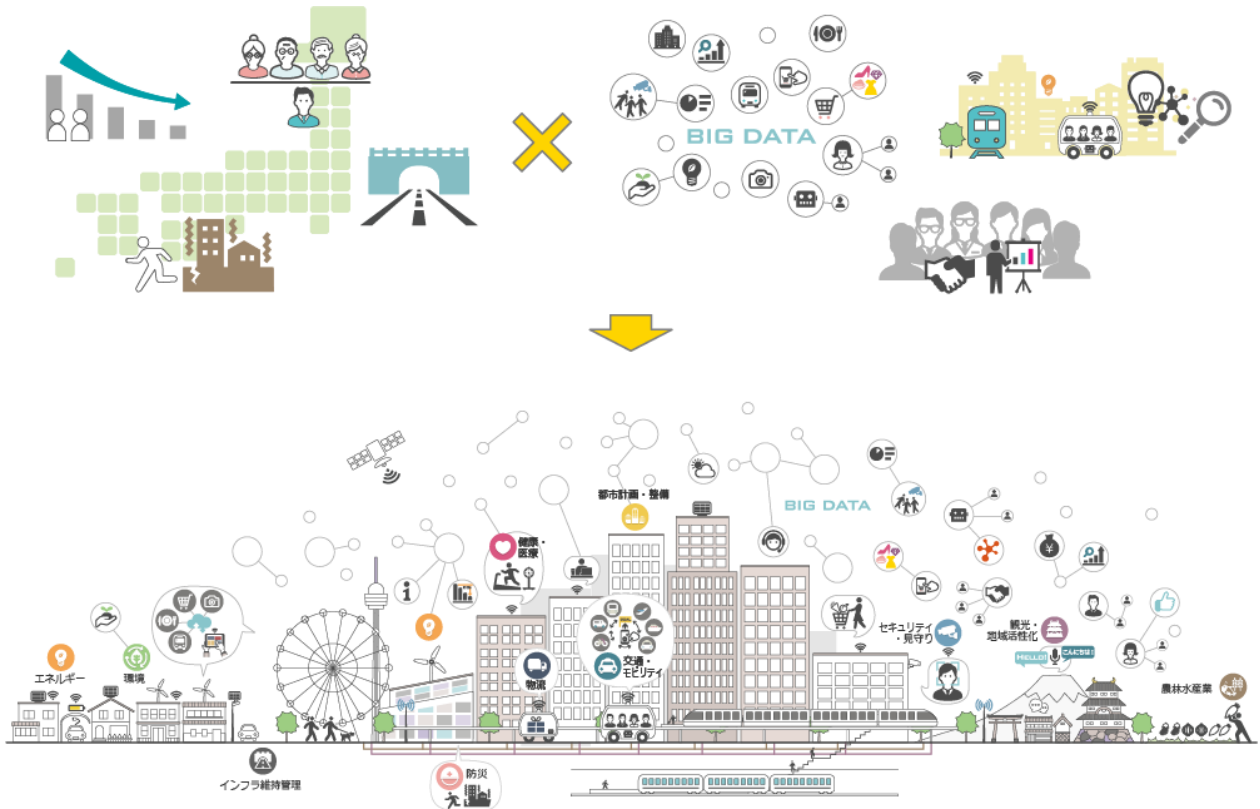 BIG DATA
都市計画・整備
BIG DATA
健康・
医療
エネルギー
環境
物流
交通・
モビリティ
セキュリティ
・見守り
観光・
地域活性化
HELLO!
こんにちは!
農林水産業
インフラ維持管理
防災